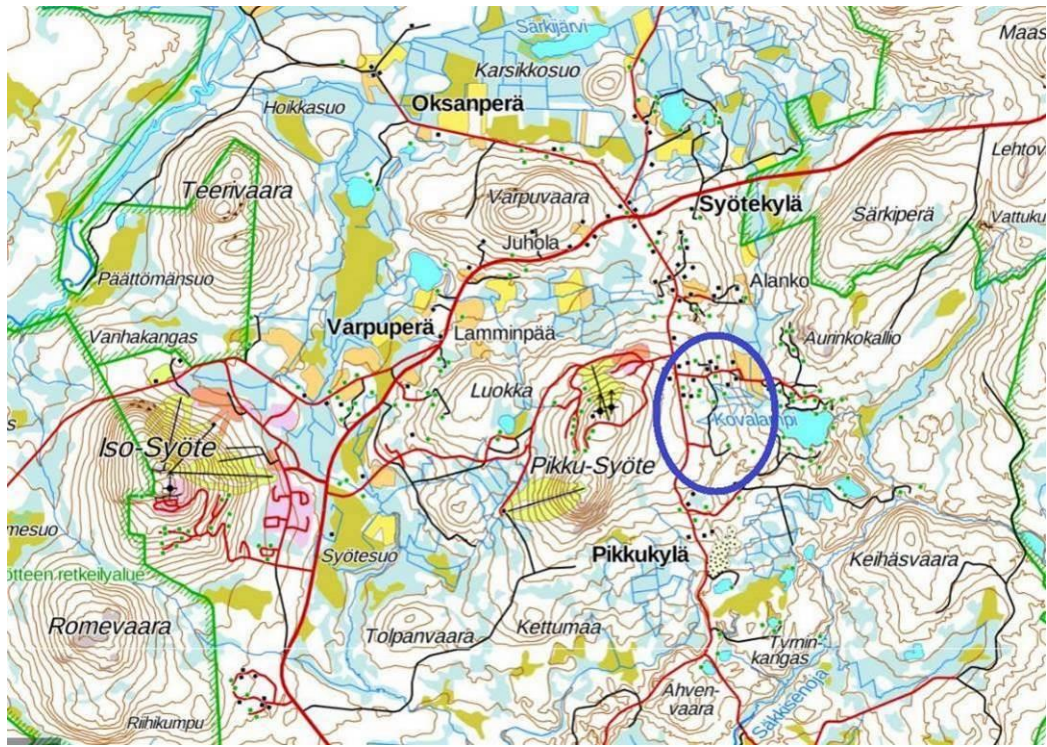 Särkijärvi
Maas
Karsikkosuo
Oksanperä
Hoikkasuo
Lehtova
Teerivaara
Varpuvaara
Syötekylä
Särkiperä
Vattuku
Juhola
Päättömänsuo
Alanko
Varpuperä
Lamminpää
Vanhakangas
Aurinkokallio
Luokka
Kovalampi
Iso-Syöte
Pikku-Syöte
mesuo
Syötesuo
Pikkukylä
Keihäsvaara
ötteen retkeilyalue
Romevaara
Tolpanvaara
Kettumaa
Tymin-
kangas
Ahven-
vaara
Säkkisenoja
Riihikumpu